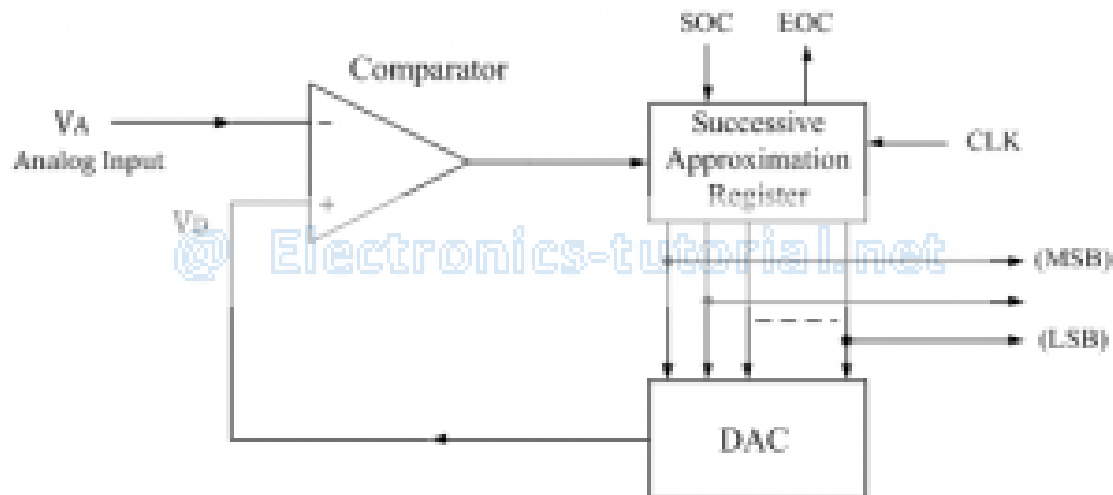 SOC EOC
Comparator
VA
Analog Input
−
+
VD
Successive
Approximation
Register
CLK
@ Electronics-tutorial.net
(MSB)
(LSB)
DAC